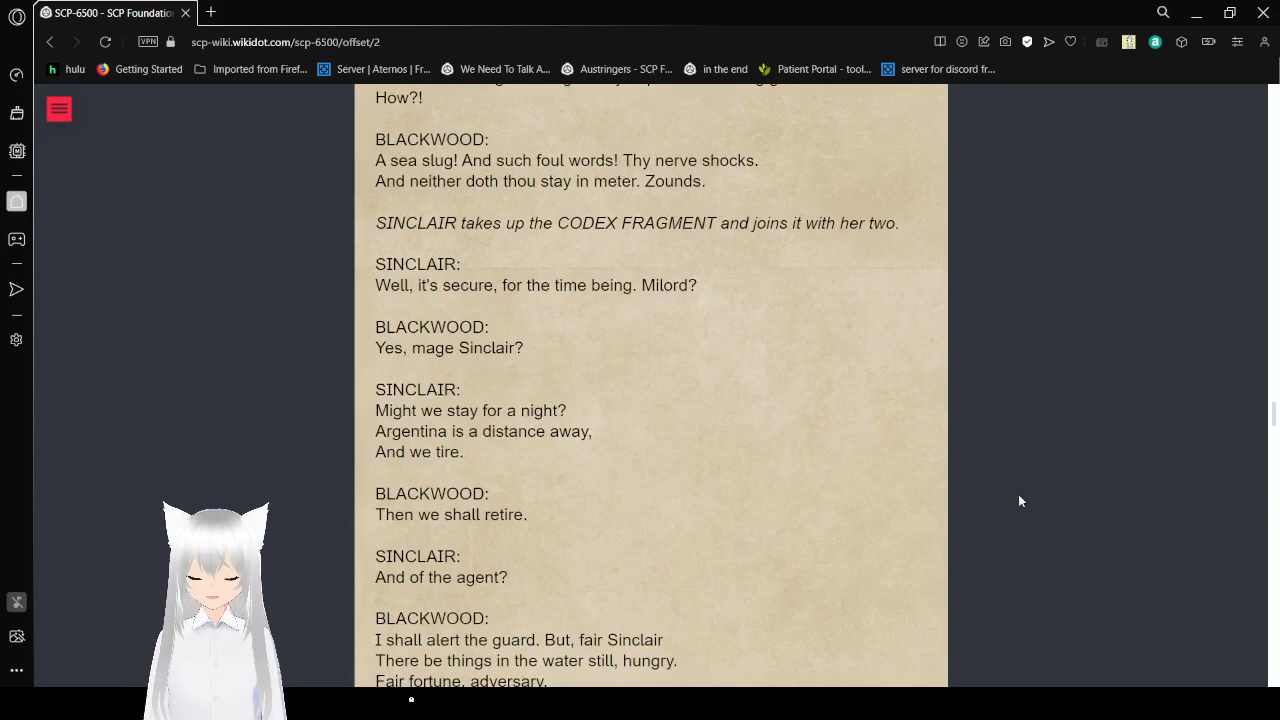 SCP-6500 - SCP Foundatio
scp-wiki.wikidot.com/scp-6500/offset/2
VPN
hulu
Getting Started
Imported from Firef...
Server | Aternos | Fr...
We Need To Talk A...
Austringers - SCP F...
in the end
Patient Portal - tool...
server for discord fr...
How?!
BLACKWOOD:
A sea slug! And such foul words! Thy nerve shocks.
And neither doth thou stay in meter. Zounds.
SINCLAIR takes up the CODEX FRAGMENT and joins it with her two.
SINCLAIR:
Well, it's secure, for the time being. Milord?
BLACKWOOD:
Yes, mage Sinclair?
SINCLAIR:
Might we stay for a night?
Argentina is a distance away,
And we tire.
BLACKWOOD:
Then we shall retire.
SINCLAIR:
And of the agent?
BLACKWOOD:
I shall alert the guard. But, fair Sinclair
There be things in the water still, hungry.
Fair fortune, adversary.